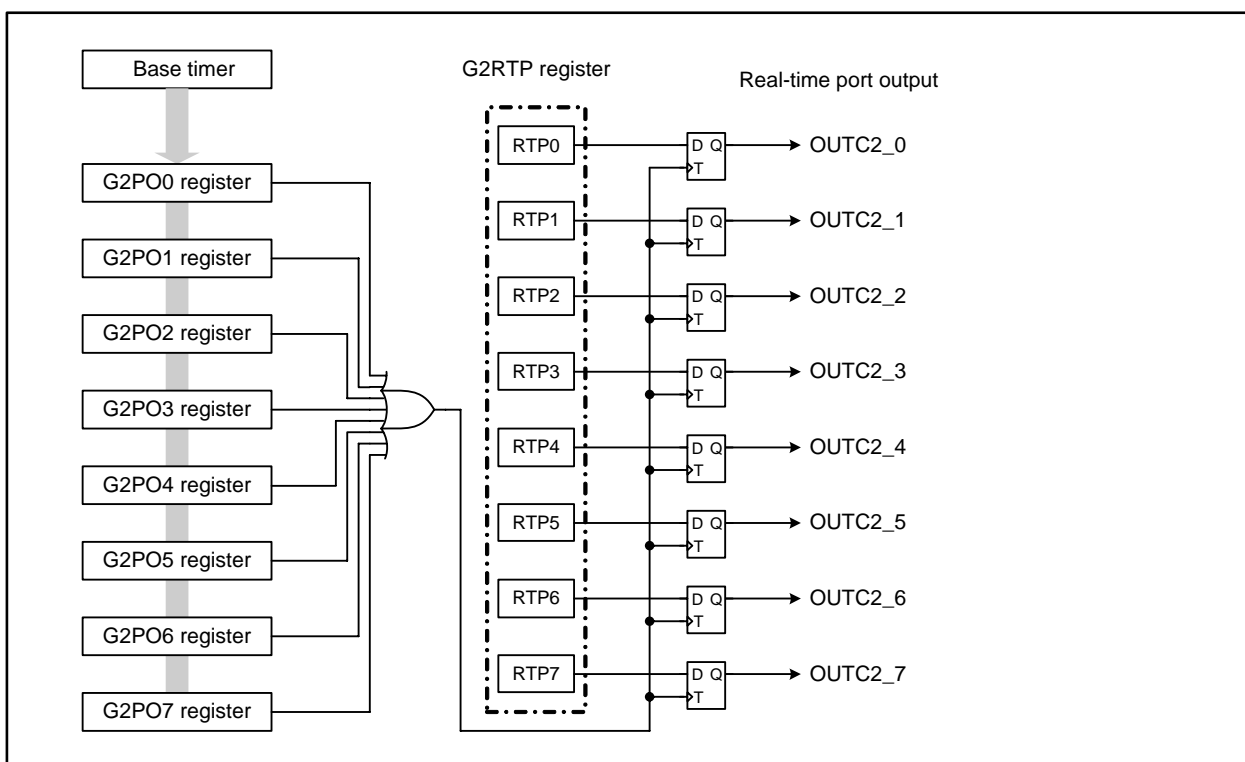 Base timer
G2RTP register
Real-time port output
G2PO0 register
G2PO1 register
G2PO2 register
G2PO3 register
G2PO4 register
G2PO5 register
G2PO6 register
G2PO7 register
RTP0
RTP1
RTP2
RTP3
RTP4
RTP5
RTP6
RTP7
D Q
T
OUTC2_0
D Q
T
OUTC2_1
D Q
T
OUTC2_2
D Q
T
OUTC2_3
D Q
T
OUTC2_4
D Q
T
OUTC2_5
D Q
T
OUTC2_6
D Q
T
OUTC2_7